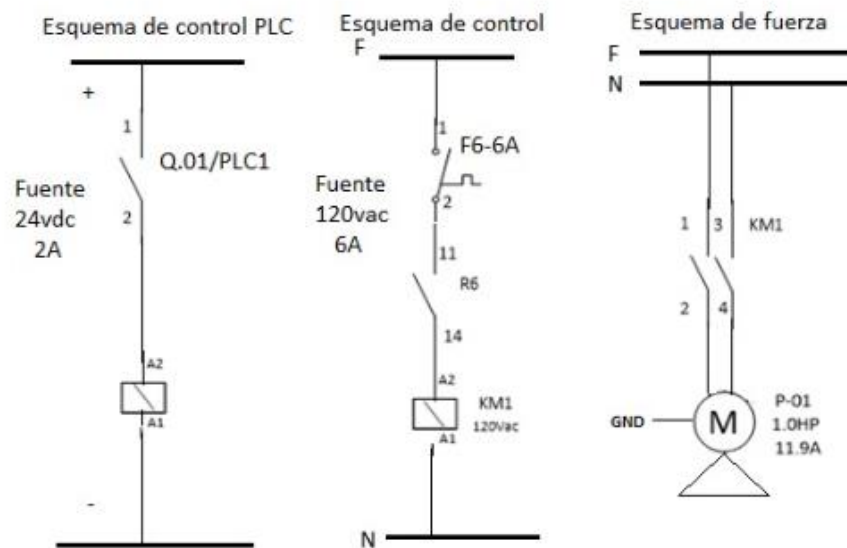 Esquema de control PLC
+
1
Q.01/PLC1
Fuente
24vdc
2A
2
A2
A1
-
Esquema de control
F
1
F6-6A
Fuente
120vac
6A
2
11
R6
14
A2
KM1
120Vac
A1
N
Esquema de fuerza
F
N
1 3 KM1
2 4
GND
M
P-01
1.0HP
11.9A